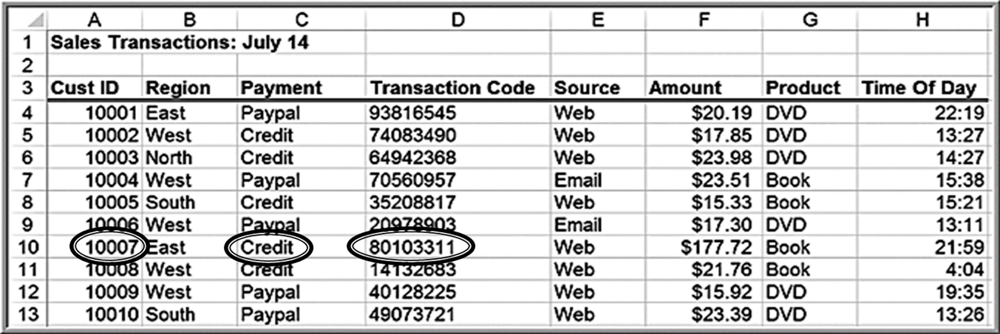 A B C D E F G H
1 Sales Transactions: July 14
2
3 Cust ID Region Payment Transaction Code Source Amount Product Time Of Day
4 10001 East Paypal 93816545 Web $20.19 DVD 22:19
5 10002 West Credit 74083490 Web $17.85 DVD 13:27
6 10003 North Credit 64942368 Web $23.98 DVD 14:27
7 10004 West Paypal 70560957 Email $23.51 Book 15:38
8 10005 South Credit 35208817 Web $15.33 Book 15:21
9 10006 West Paypal 20978903 Email $17.30 DVD 13:11
10 10007 East Credit 80103311 Web $177.72 Book 21:59
11 10008 West Credit 14132683 Web $21.76 Book 4:04
12 10009 West Paypal 40128225 Web $15.92 DVD 19:35
13 10010 South Paypal 49073721 Web $23.39 DVD 13:26